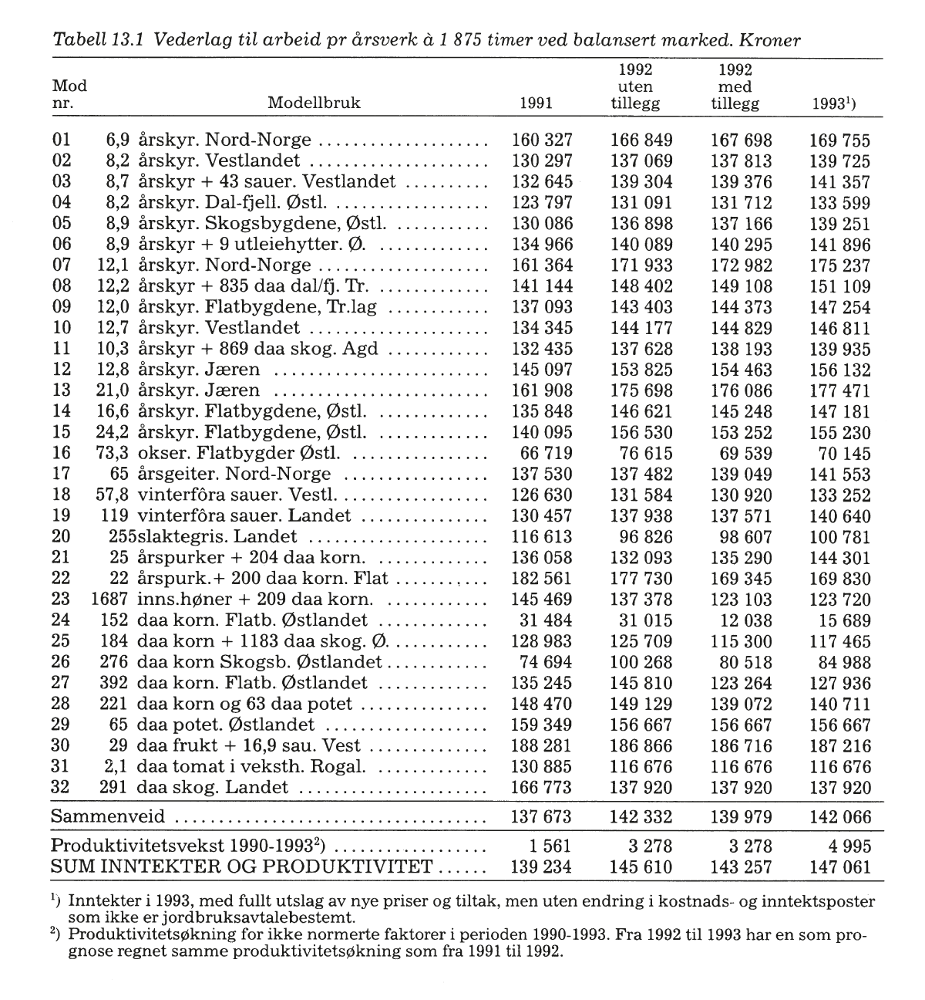 Tabell 13.1 Vederlag til arbeid pr årsverk à 1 875 timer ved balansert marked. Kroner
Mod nr. Modellbruk 1991 1992 uten tillegg 1992 med tillegg 1993¹)
01 6,9 årskyr. Nord-Norge .................... 160 327 166 849 167 698 169 755
02 8,2 årskyr. Vestlandet ..................... 130 297 137 069 137 813 139 725
03 8,7 årskyr + 43 sauer. Vestlandet .......... 132 645 139 304 139 376 141 357
04 8,2 årskyr. Dal-fjell. Østl. .................. 123 797 131 091 131 712 133 599
05 8,9 årskyr. Skogsbygdene, Østl. ........... 130 086 136 898 137 166 139 251
06 8,9 årskyr + 9 utleiehytter. Ø. ............. 134 966 140 089 140 295 141 896
07 12,1 årskyr. Nord-Norge .................... 161 364 171 933 172 982 175 237
08 12,2 årskyr + 835 daa dal/fj. Tr. ............. 141 144 148 402 149 108 151 109
09 12,0 årskyr. Flatbygdene, Tr.lag ............ 137 093 143 403 144 373 147 254
10 12,7 årskyr. Vestlandet .................... 134 345 144 177 144 829 146 811
11 10,3 årskyr + 869 daa skog. Agd ............ 132 435 137 628 138 193 139 935
12 12,8 årskyr. Jæren ......................... 145 097 153 825 154 463 156 132
13 21,0 årskyr. Jæren ......................... 161 908 175 698 176 086 177 471
14 16,6 årskyr. Flatbygdene, Østl. ............. 135 848 146 621 145 248 147 181
15 24,2 årskyr. Flatbygdene, Østl. ............. 140 095 156 530 153 252 155 230
16 73,3 okser. Flatbygder Østl. ................ 66 719 76 615 69 539 70 145
17 65 årsgeiter. Nord-Norge ................. 137 530 137 482 139 049 141 553
18 57,8 vinterfôra sauer. Vestl. ................. 126 630 131 584 130 920 133 252
19 119 vinterfôra sauer. Landet ............... 130 457 137 938 137 571 140 640
20 255slaktegris. Landet ..................... 116 613 96 826 98 607 100 781
21 25 årspurker + 204 daa korn. ............. 136 058 132 093 135 290 144 301
22 22 årspurk.+ 200 daa korn. Flat ........... 182 561 177 730 169 345 169 830
23 1687 inns.høner + 209 daa korn. ............ 145 469 137 378 123 103 123 720
24 152 daa korn. Flatb. Østlandet ............. 31 484 31 015 12 038 15 689
25 184 daa korn + 1183 daa skog. Ø. ........... 128 983 125 709 115 300 117 465
26 276 daa korn Skogsb. Østlandet ............ 74 694 100 268 80 518 84 988
27 392 daa korn. Flatb. Østlandet ............. 135 245 145 810 123 264 127 936
28 221 daa korn og 63 daa potet ............... 148 470 149 129 139 072 140 711
29 65 daa potet. Østlandet ................... 159 349 156 667 156 667 156 667
30 29 daa frukt + 16,9 sau. Vest .............. 188 281 186 866 186 716 187 216
31 2,1 daa tomat i veksth. Rogal. ............. 130 885 116 676 116 676 116 676
32 291 daa skog. Landet ...................... 166 773 137 920 137 920 137 920
Sammenveid .................................... 137 673 142 332 139 979 142 066
Produktivitetsvekst 1990-1993²) .................. 1 561 3 278 3 278 4 995
SUM INNTEKTER OG PRODUKTIVITET ...... 139 234 145 610 143 257 147 061
¹) Inntekter i 1993, med fullt utslag av nye priser og tiltak, men uten endring i kostnads- og inntektsposter
som ikke er jordbruksavtalebestemt.
²) Produktivitetsøkning for ikke normerte faktorer i perioden 1990-1993. Fra 1992 til 1993 har en som pro-
gnose regnet samme produktivitetsøkning som fra 1991 til 1992.